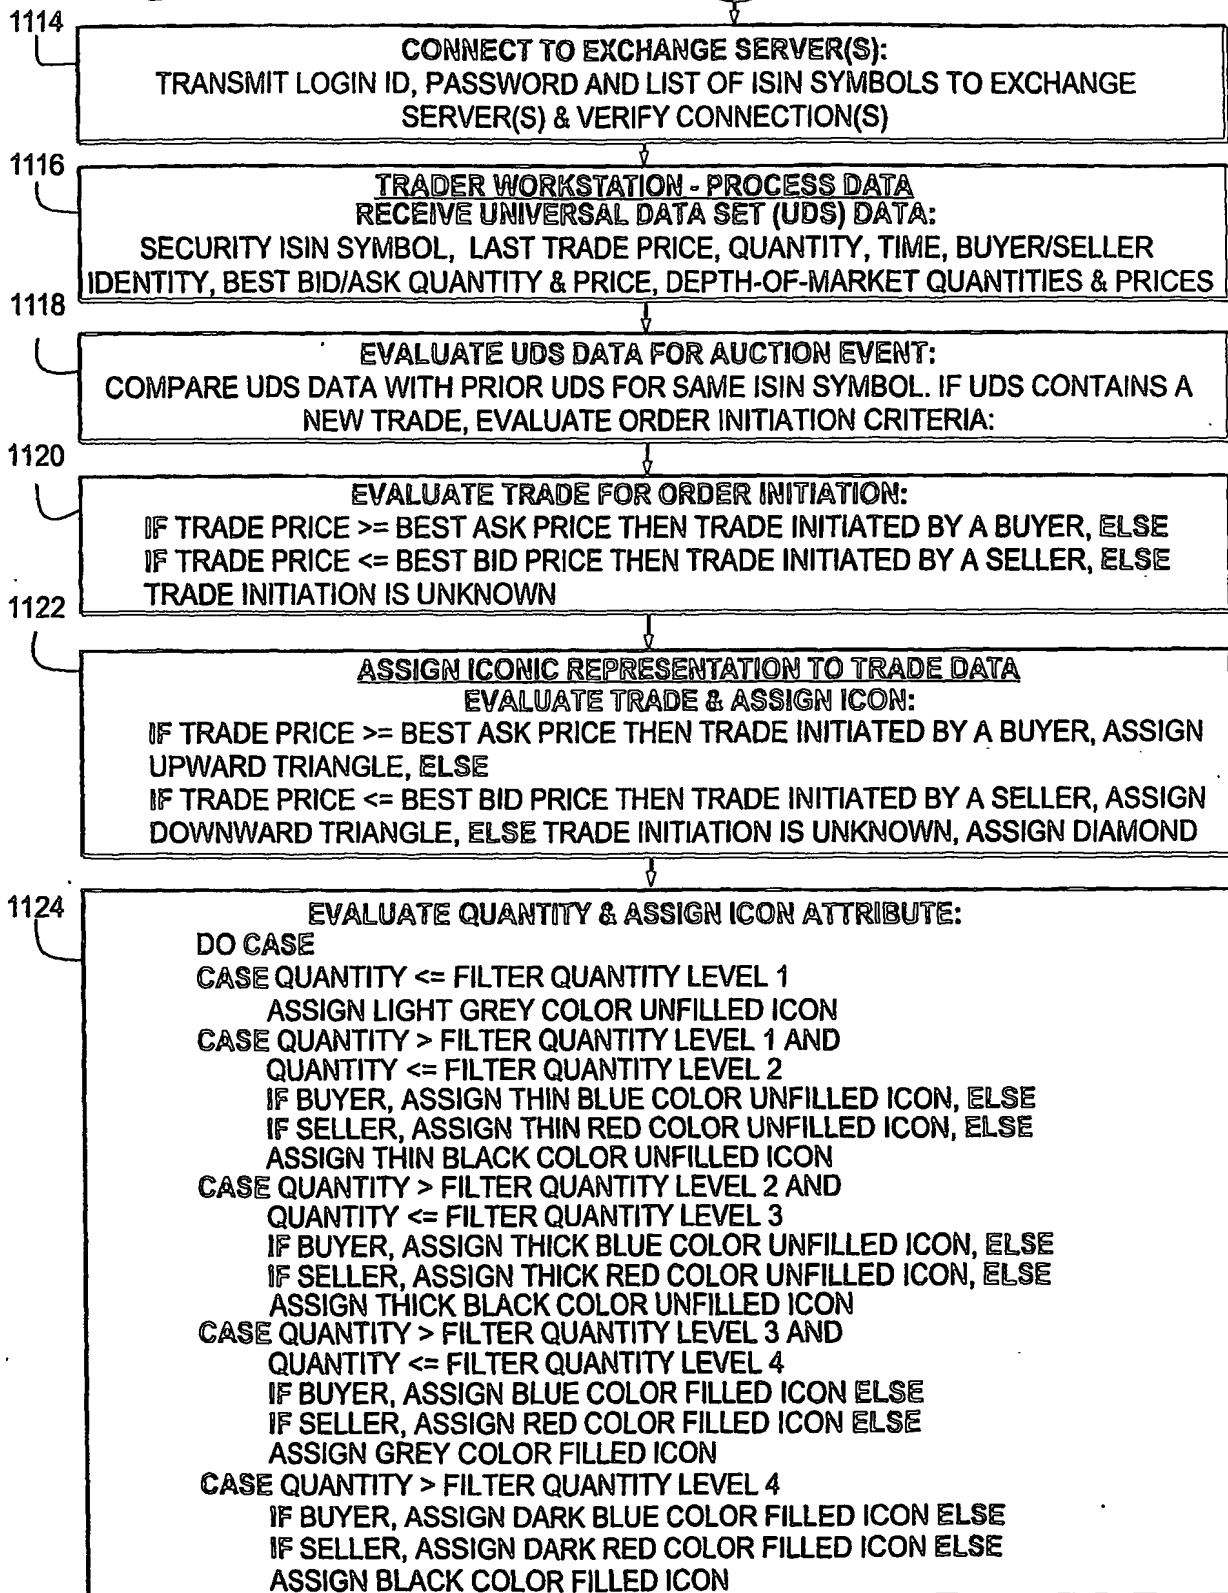 1114
CONNECT TO EXCHANGE SERVER(S):
TRANSMIT LOGIN ID, PASSWORD AND LIST OF ISIN SYMBOLS TO EXCHANGE
SERVER(S) & VERIFY CONNECTION(S)
1116
TRADER WORKSTATION - PROCESS DATA
RECEIVE UNIVERSAL DATA SET (UDS) DATA:
SECURITY ISIN SYMBOL, LAST TRADE PRICE, QUANTITY, TIME, BUYER/SELLER
IDENTITY, BEST BID/ASK QUANTITY & PRICE, DEPTH-OF-MARKET QUANTITIES & PRICES
1118
EVALUATE UDS DATA FOR AUCTION EVENT:
COMPARE UDS DATA WITH PRIOR UDS FOR SAME ISIN SYMBOL. IF UDS CONTAINS A
NEW TRADE, EVALUATE ORDER INITIATION CRITERIA:
1120
EVALUATE TRADE FOR ORDER INITIATION:
IF TRADE PRICE >= BEST ASK PRICE THEN TRADE INITIATED BY A BUYER, ELSE
IF TRADE PRICE <= BEST BID PRICE THEN TRADE INITIATED BY A SELLER, ELSE
TRADE INITIATION IS UNKNOWN
1122
ASSIGN ICONIC REPRESENTATION TO TRADE DATA
EVALUATE TRADE & ASSIGN ICON:
IF TRADE PRICE >= BEST ASK PRICE THEN TRADE INITIATED BY A BUYER, ASSIGN
UPWARD TRIANGLE, ELSE
IF TRADE PRICE <= BEST BID PRICE THEN TRADE INITIATED BY A SELLER, ASSIGN
DOWNWARD TRIANGLE, ELSE TRADE INITIATION IS UNKNOWN, ASSIGN DIAMOND
1124
EVALUATE QUANTITY & ASSIGN ICON ATTRIBUTE:
DO CASE
CASE QUANTITY <= FILTER QUANTITY LEVEL 1
ASSIGN LIGHT GREY COLOR UNFILLED ICON
CASE QUANTITY > FILTER QUANTITY LEVEL 1 AND
QUANTITY <= FILTER QUANTITY LEVEL 2
IF BUYER, ASSIGN THIN BLUE COLOR UNFILLED ICON, ELSE
IF SELLER, ASSIGN THIN RED COLOR UNFILLED ICON, ELSE
ASSIGN THIN BLACK COLOR UNFILLED ICON
CASE QUANTITY > FILTER QUANTITY LEVEL 2 AND
QUANTITY <= FILTER QUANTITY LEVEL 3
IF BUYER, ASSIGN THICK BLUE COLOR UNFILLED ICON, ELSE
IF SELLER, ASSIGN THICK RED COLOR UNFILLED ICON, ELSE
ASSIGN THICK BLACK COLOR UNFILLED ICON
CASE QUANTITY > FILTER QUANTITY LEVEL 3 AND
QUANTITY <= FILTER QUANTITY LEVEL 4
IF BUYER, ASSIGN BLUE COLOR FILLED ICON ELSE
IF SELLER, ASSIGN RED COLOR FILLED ICON ELSE
ASSIGN GREY COLOR FILLED ICON
CASE QUANTITY > FILTER QUANTITY LEVEL 4
IF BUYER, ASSIGN DARK BLUE COLOR FILLED ICON ELSE
IF SELLER, ASSIGN DARK RED COLOR FILLED ICON ELSE
ASSIGN BLACK COLOR FILLED ICON